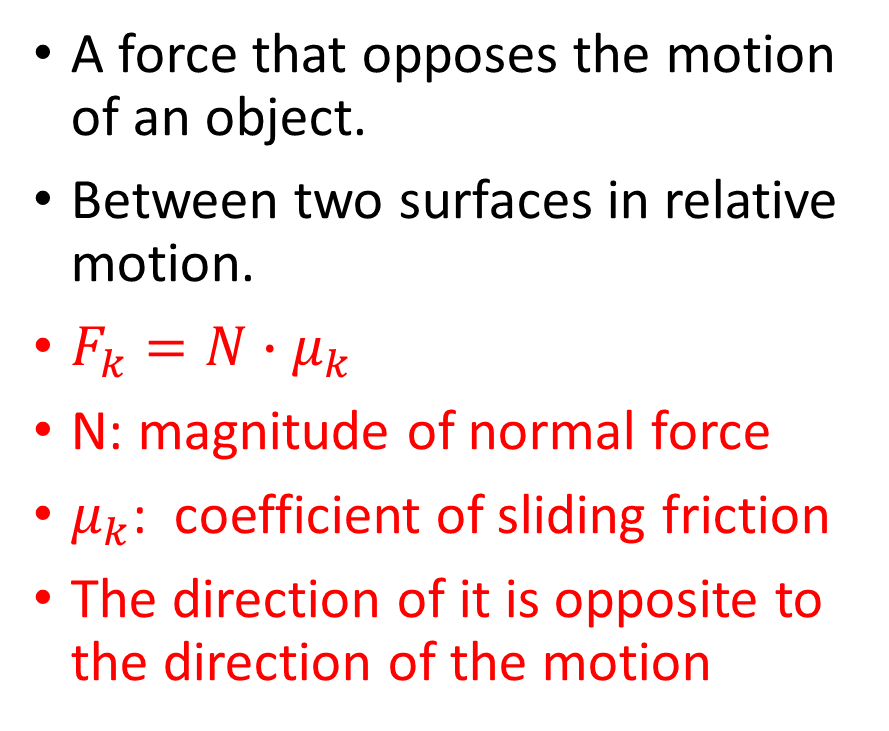 • A force that opposes the motion
of an object.
• Between two surfaces in relative
motion.
• F_k = N · μ_k
• N: magnitude of normal force
• μ_k: coefficient of sliding friction
• The direction of it is opposite to
the direction of the motion